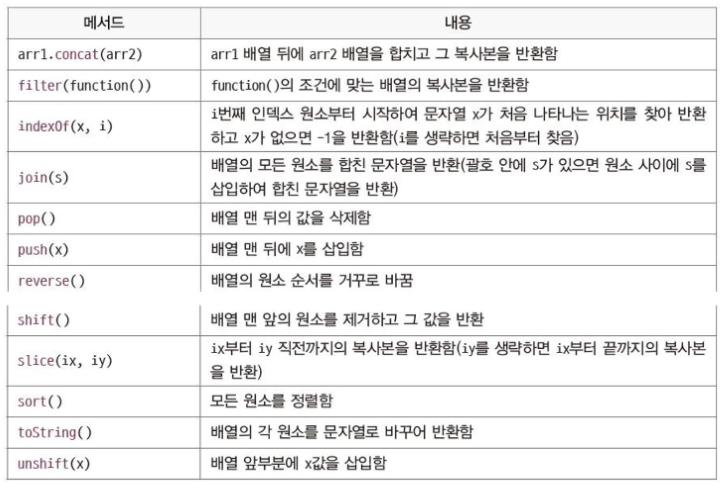 메서드 내용
arr1.concat(arr2) arr1 배열 뒤에 arr2 배열을 합치고 그 복사본을 반환함
filter(function()) function()의 조건에 맞는 배열의 복사본을 반환함
indexOf(x, i) i번째 인덱스 원소부터 시작하여 문자열 x가 처음 나타나는 위치를 찾아 반환
하고 x가 없으면 -1을 반환함(i를 생략하면 처음부터 찾음)
join(s) 배열의 모든 원소를 합친 문자열을 반환(괄호 안에 s가 있으면 원소 사이에 s를
삽입하여 합친 문자열을 반환)
pop() 배열 맨 뒤의 값을 삭제함
push(x) 배열 맨 뒤에 x를 삽입함
reverse() 배열의 원소 순서를 거꾸로 바꿈
shift() 배열 맨 앞의 원소를 제거하고 그 값을 반환
slice(ix, iy) ix부터 iy 직전까지의 복사본을 반환함(iy를 생략하면 ix부터 끝까지의 복사본
을 반환)
sort() 모든 원소를 정렬함
toString() 배열의 각 원소를 문자열로 바꾸어 반환함
unshift(x) 배열 앞부분에 x값을 삽입함